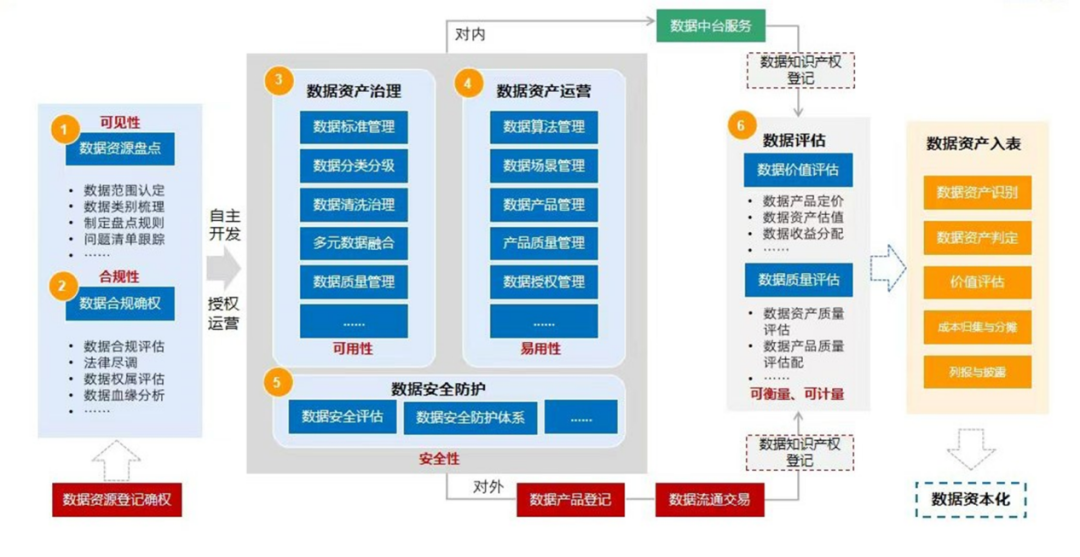 数据资源登记确权
1
可见性
数据资源盘点
• 数据范围认定
• 数据类别梳理
• 制定盘点规则
• 问题清单跟踪
• ······
2
合规性
数据合规确权
• 数据合规评估
• 法律尽调
• 数据权属评估
• 数据血缘分析
• ······
自主
开发
授权
运营
对内
数据中台服务
3
数据资产治理
数据标准管理
数据分类分级
数据清洗治理
多元数据融合
数据质量管理
······
可用性
4
数据资产运营
数据算法管理
数据场景管理
数据产品管理
产品质量管理
数据授权管理
······
易用性
5
数据安全防护
数据安全评估
数据安全防护体系
······
安全性
对外
数据产品登记
数据流通交易
数据知识产权
登记
6
数据评估
数据价值评估
• 数据产品定价
• 数据资产估值
• 数据收益分配
• ······
数据质量评估
• 数据资产质量
评估
• 数据产品质量
评估配
• ······
可衡量、可计量
数据知识产权
登记
数据资产入表
数据资产识别
数据资产判定
价值评估
成本归集与分摊
列报与披露
数据资本化